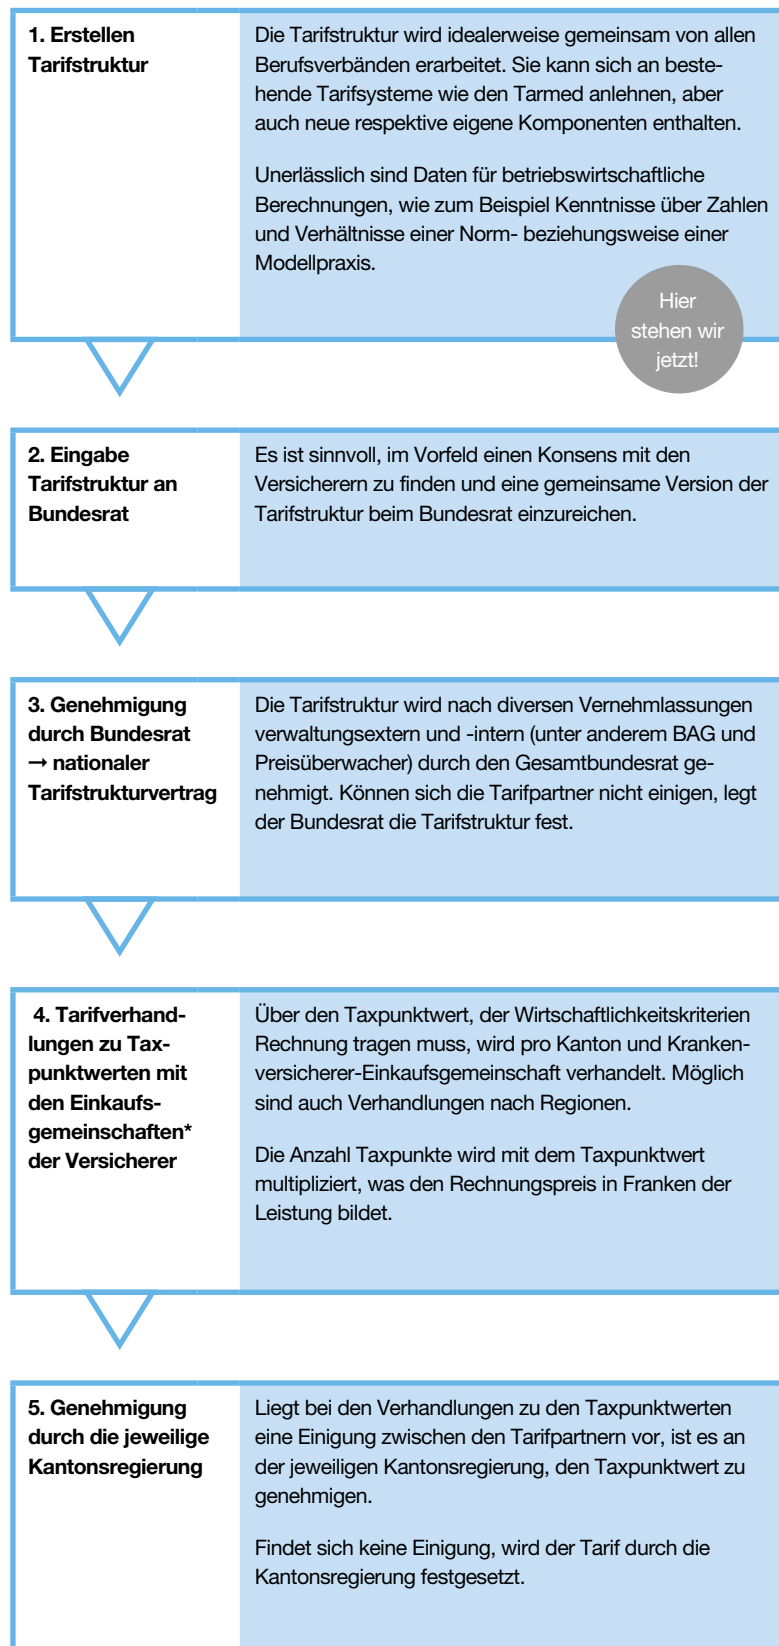 1. Erstellen
Tarifstruktur
Die Tarifstruktur wird idealerweise gemeinsam von allen
Berufsverbänden erarbeitet. Sie kann sich an beste-
hende Tarifsysteme wie den Tarmed anlehnen, aber
auch neue respektive eigene Komponenten enthalten.
Unerlässlich sind Daten für betriebswirtschaftliche
Berechnungen, wie zum Beispiel Kenntnisse über Zahlen
und Verhältnisse einer Norm- beziehungsweise einer
Modellpraxis.
Hier
stehen wir
jetzt!
2. Eingabe
Tarifstruktur an
Bundesrat
Es ist sinnvoll, im Vorfeld einen Konsens mit den
Versicherern zu finden und eine gemeinsame Version der
Tarifstruktur beim Bundesrat einzureichen.
3. Genehmigung
durch Bundesrat
→ nationaler
Tarifstrukturvertrag
Die Tarifstruktur wird nach diversen Vernehmlassungen
verwaltungsextern und -intern (unter anderem BAG und
Preisüberwacher) durch den Gesamtbundesrat ge-
nehmigt. Können sich die Tarifpartner nicht einigen, legt
der Bundesrat die Tarifstruktur fest.
4. Tarifverhand-
lungen zu Tax-
punktwerten mit
den Einkaufs-
gemeinschaften*
der Versicherer
Über den Taxpunktwert, der Wirtschaftlichkeitskriterien
Rechnung tragen muss, wird pro Kanton und Kranken-
versicherer-Einkaufsgemeinschaft verhandelt. Möglich
sind auch Verhandlungen nach Regionen.
Die Anzahl Taxpunkte wird mit dem Taxpunktwert
multipliziert, was den Rechnungspreis in Franken der
Leistung bildet.
5. Genehmigung
durch die jeweilige
Kantonsregierung
Liegt bei den Verhandlungen zu den Taxpunktwerten
eine Einigung zwischen den Tarifpartnern vor, ist es an
der jeweiligen Kantonsregierung, den Taxpunktwert zu
genehmigen.
Findet sich keine Einigung, wird der Tarif durch die
Kantonsregierung festgesetzt.